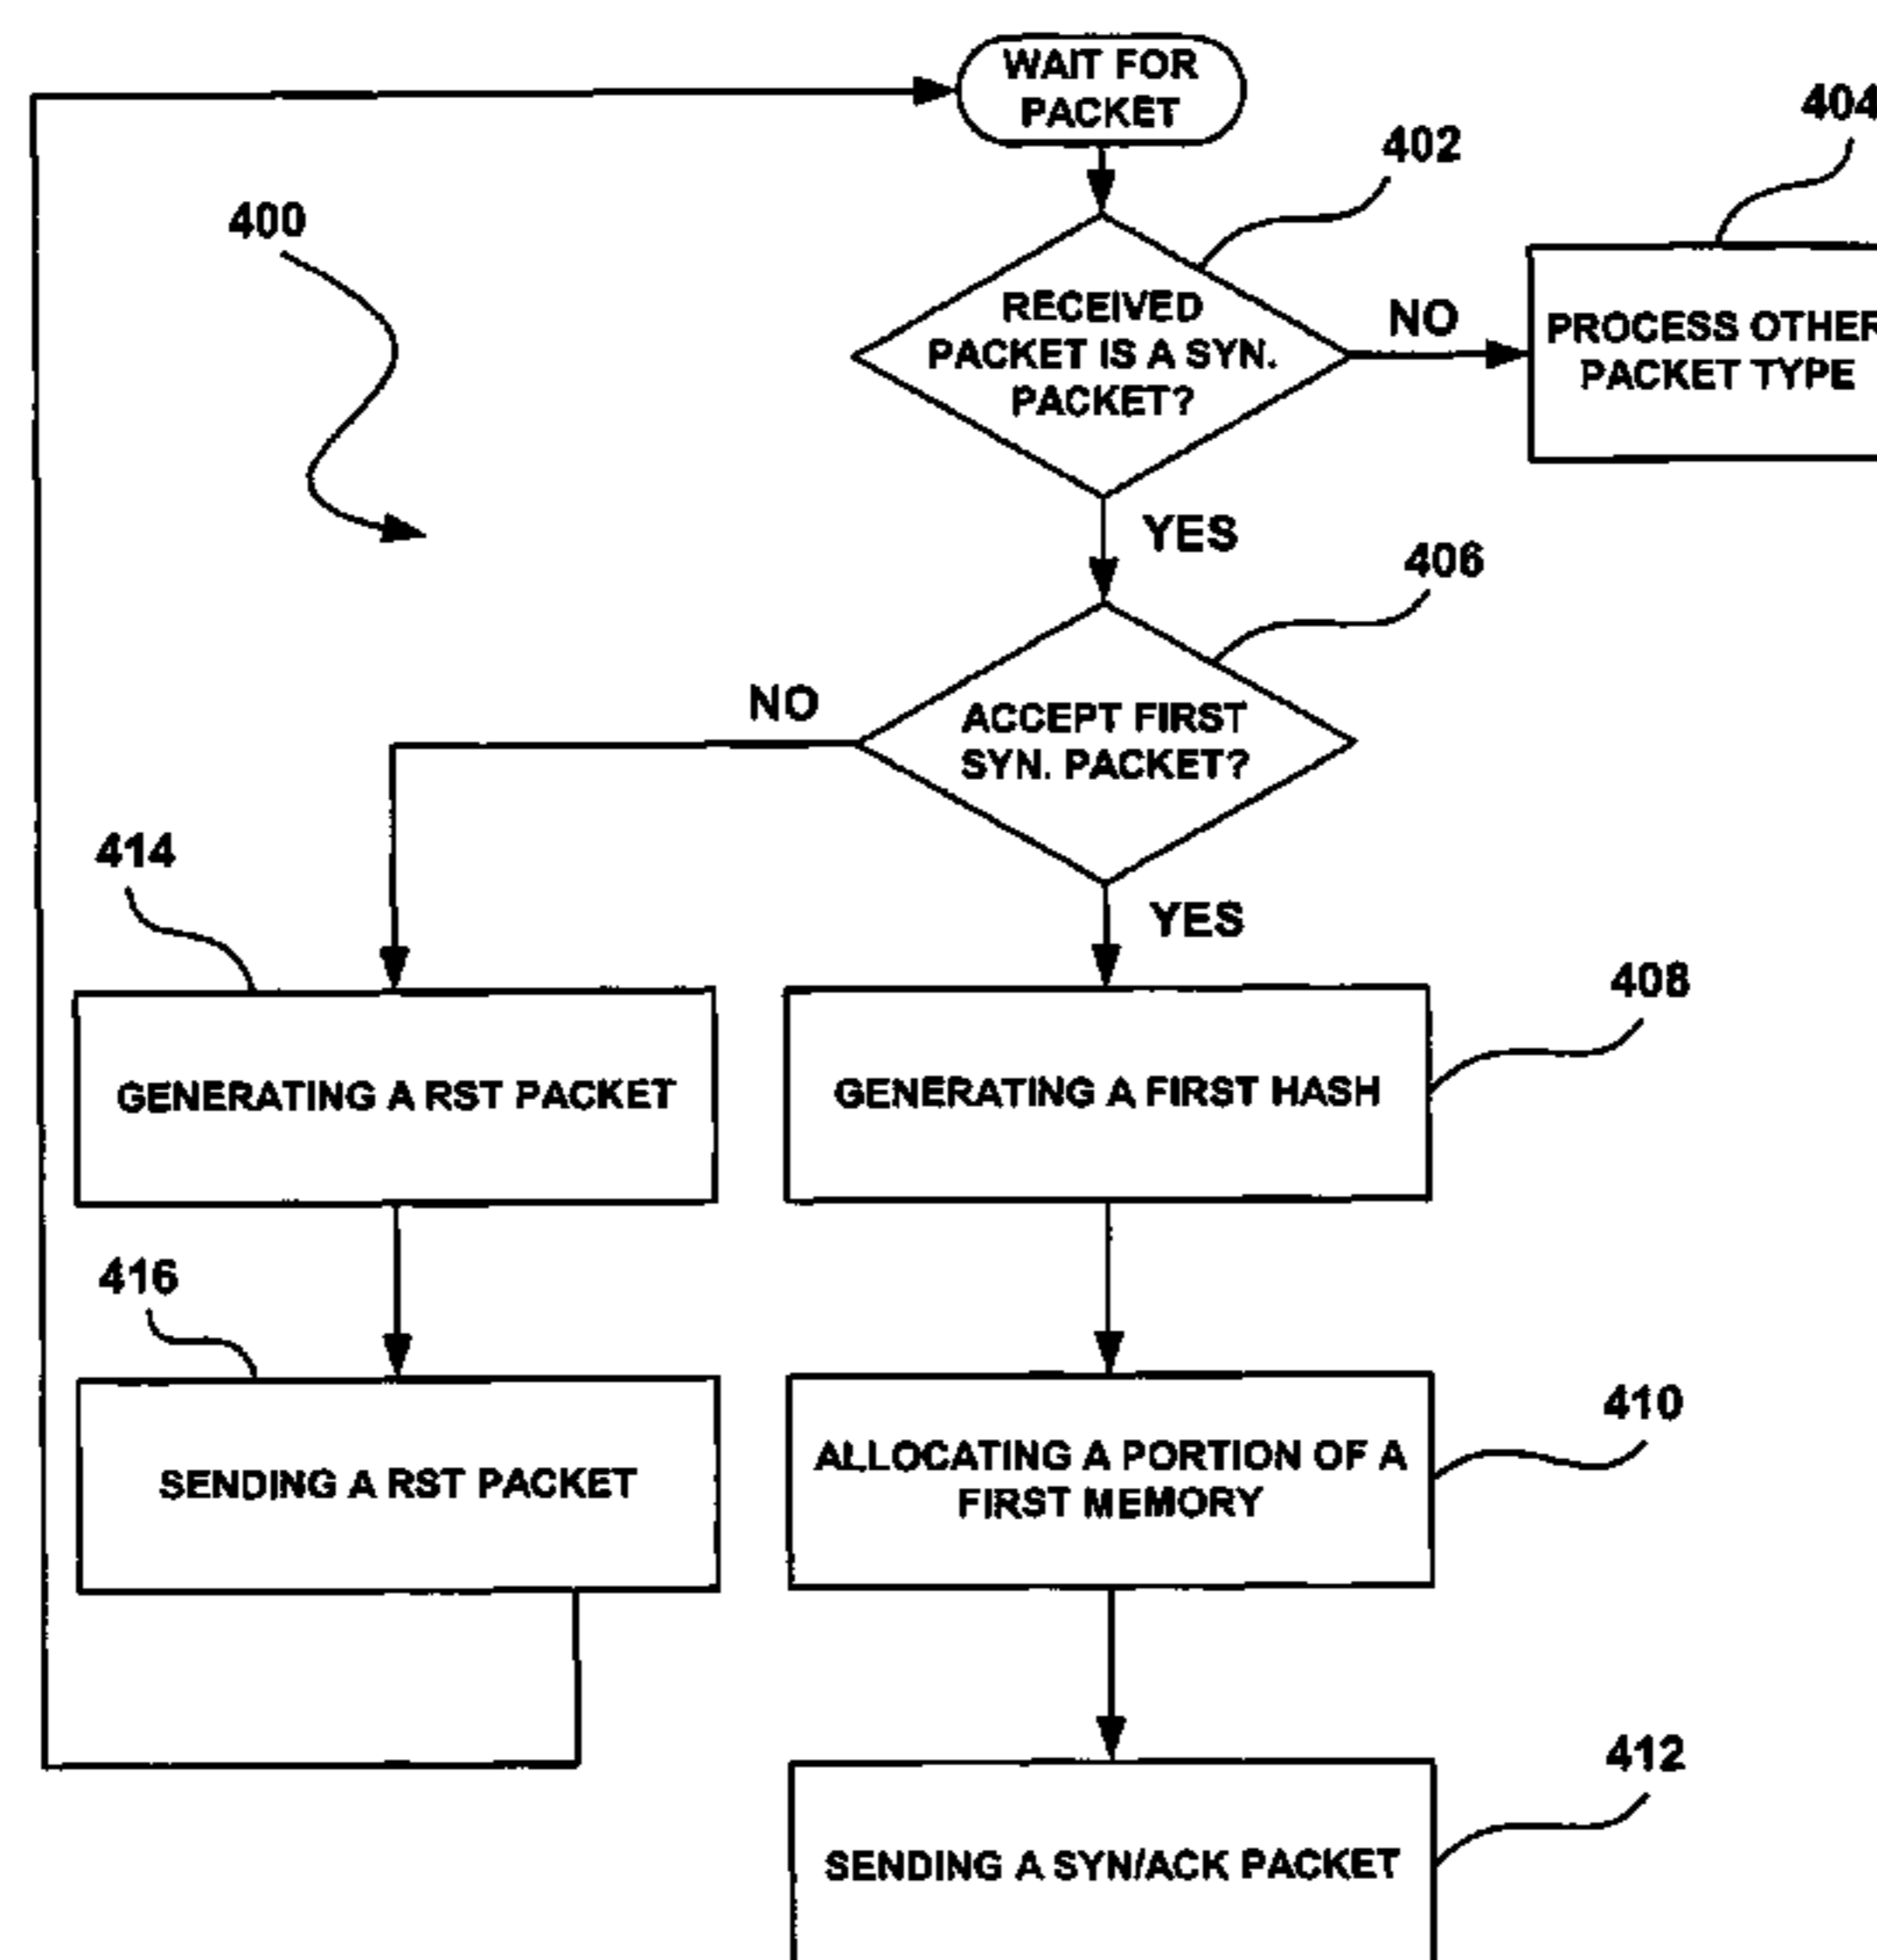 WAIT FOR
PACKET
404
402
400
RECEIVED
PACKET IS A SYN.
PACKET?
NO
PROCESS OTHER
PACKET TYPE
YES
406
NO
ACCEPT FIRST
SYN. PACKET?
414
YES
408
GENERATING A RST PACKET
GENERATING A FIRST HASH
416
410
SENDING A RST PACKET
ALLOCATING A PORTION OF A
FIRST MEMORY
412
SENDING A SYN/ACK PACKET